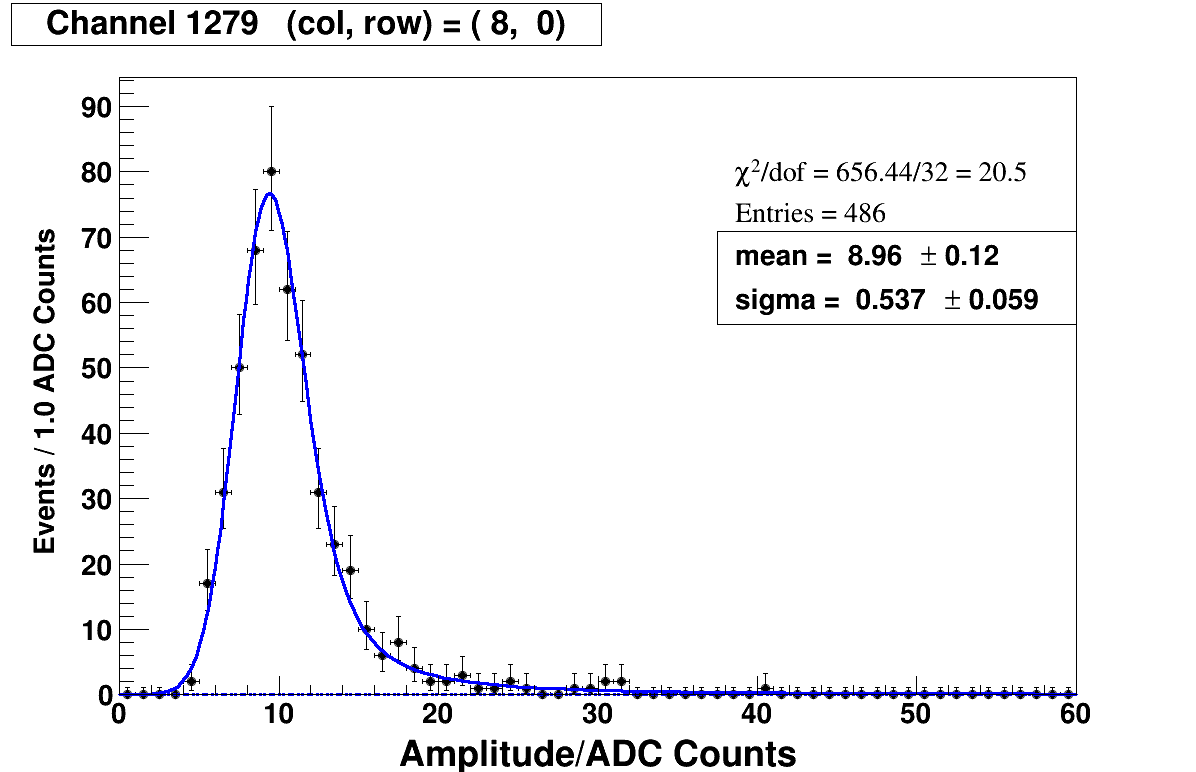 Channel 1279 (col, row) = ( 8, 0)
90
80
70
60
50
40
30
20
10
0
Events / 1.0 ADC Counts
χ²/dof = 656.44/32 = 20.5
Entries = 486
mean = 8.96 ± 0.12
sigma = 0.537 ± 0.059
0 10 20 30 40 50 60
Amplitude/ADC Counts